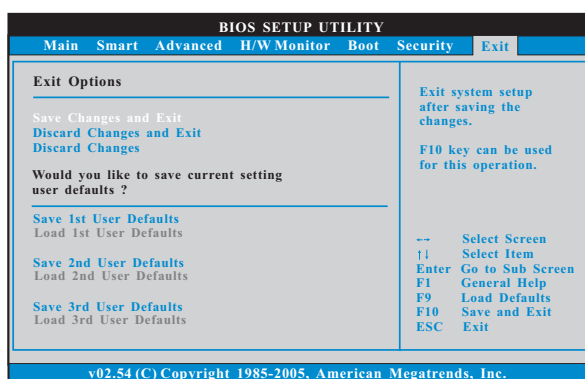 BIOS SETUP UTILITY
Main Smart Advanced H/W Monitor Boot Security Exit
Exit Options
Save Changes and Exit
Discard Changes and Exit
Discard Changes
Would you like to save current setting
user defaults ?
Save 1st User Defaults
Load 1st User Defaults
Save 2nd User Defaults
Load 2nd User Defaults
Save 3rd User Defaults
Load 3rd User Defaults
Exit system setup
after saving the
changes.
F10 key can be used
for this operation.
←→ Select Screen
↑↓ Select Item
Enter Go to Sub Screen
F1 General Help
F9 Load Defaults
F10 Save and Exit
ESC Exit
v02.54 (C) Copyright 1985-2005, American Megatrends, Inc.